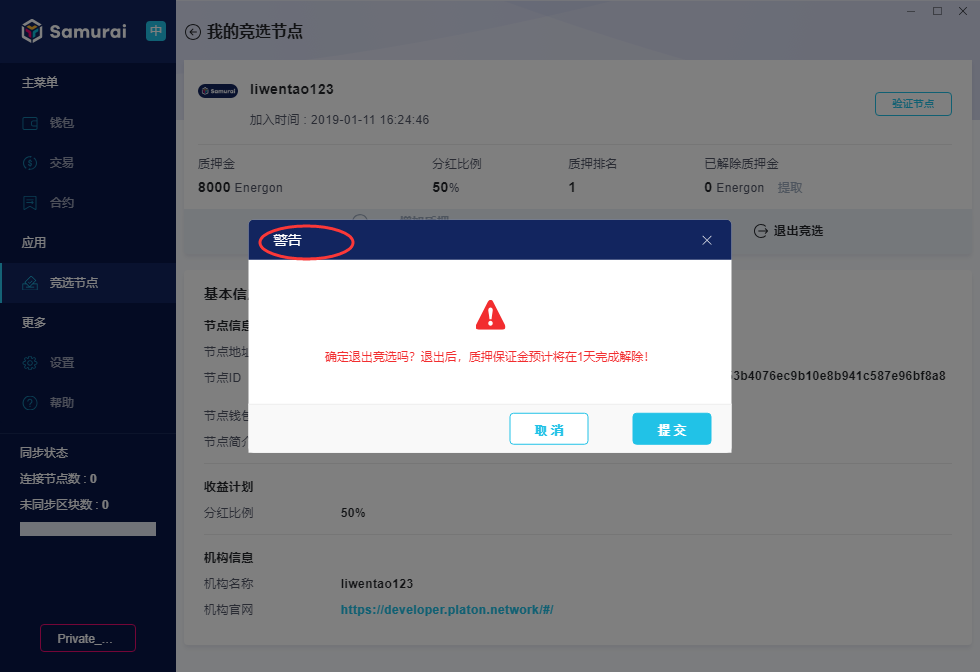 Samurai
中
我的竞选节点
主菜单
钱包
交易
合约
应用
竞选节点
更多
设置
帮助
同步状态
连接节点数 : 0
未同步区块数 : 0
Private_...
Samurai
liwentao123
加入时间 : 2019-01-11 16:24:46
验证节点
质押金
分红比例
质押排名
已解除质押金
8000 Energon
50%
1
0 Energon
提取
退出竞选
警告
确定退出竞选吗？退出后，质押保证金预计将在1天完成解除！
取 消
提 交
基本信
节点信息
节点地址
节点ID
3b4076ec9b10e8b941c587e96bf8a8
节点钱包
节点简介
收益计划
分红比例
50%
机构信息
机构名称
liwentao123
机构官网
https://developer.platon.network/#/